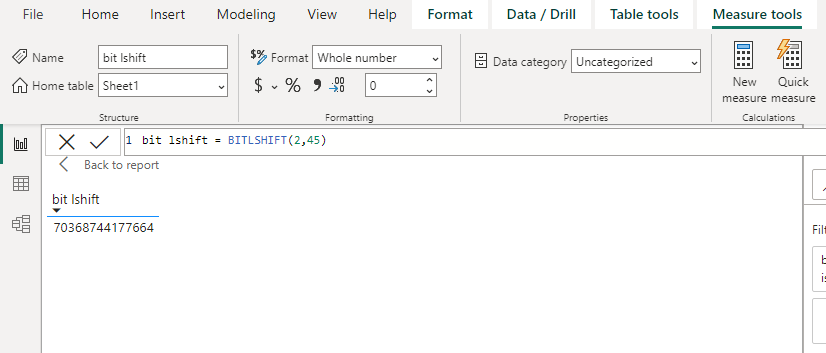 File Home Insert Modeling View Help Format Data / Drill Table tools Measure tools
Name bit lshift $% Format Whole number Data category Uncategorized New Quick
Home table Sheet1 $ % 9 .00 →0 0 measure measure
Structure Formatting Properties Calculations
1 bit lshift = BITLSHIFT(2,45)
Back to report
bit lshift
70368744177664
Filt
b
is